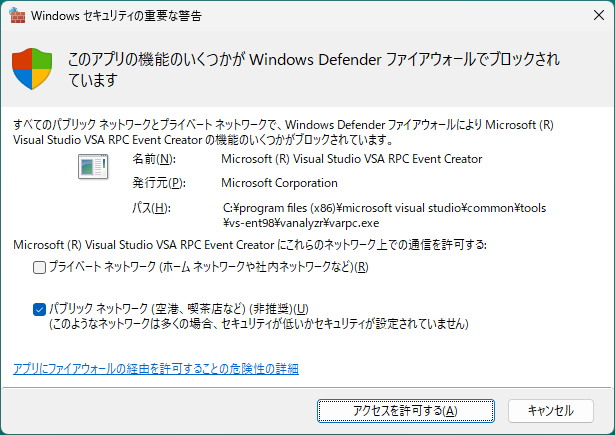 Windows セキュリティの重要な警告
このアプリの機能のいくつかが Windows Defender ファイアウォールでブロックされ
ています
すべてのパブリック ネットワークとプライベート ネットワークで、Windows Defender ファイアウォールにより Microsoft (R)
Visual Studio VSA RPC Event Creator の機能のいくつかがブロックされています。
名前(N): Microsoft (R) Visual Studio VSA RPC Event Creator
発行元(P): Microsoft Corporation
パス(H): C:¥program files (x86)¥microsoft visual studio¥common¥tools
¥vs-ent98¥vanalyzr¥varpc.exe
Microsoft (R) Visual Studio VSA RPC Event Creator にこれらのネットワーク上での通信を許可する:
プライベート ネットワーク (ホーム ネットワークや社内ネットワークなど)(R)
パブリック ネットワーク (空港、喫茶店など) (非推奨)(U)
(このようなネットワークは多くの場合、セキュリティが低いかセキュリティが設定されていません)
アプリにファイアウォールの経由を許可することの危険性の詳細
アクセスを許可する(A) キャンセル